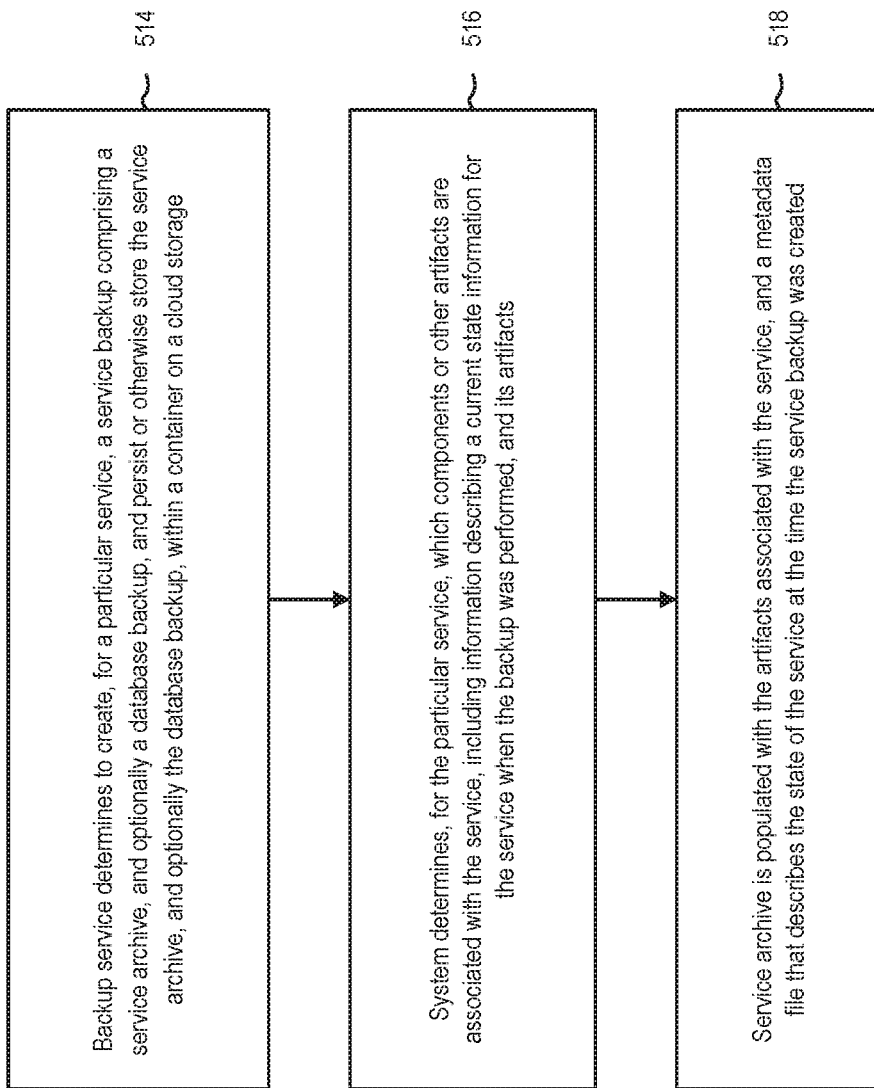 Backup service determines to create, for a particular service, a service backup comprising a
service archive, and optionally a database backup, and persist or otherwise store the service
archive, and optionally the database backup, within a container on a cloud storage
514
System determines, for the particular service, which components or other artifacts are
associated with the service, including information describing a current state information for
the service when the backup was performed, and its artifacts
516
Service archive is populated with the artifacts associated with the service, and a metadata
file that describes the state of the service at the time the service backup was created
518